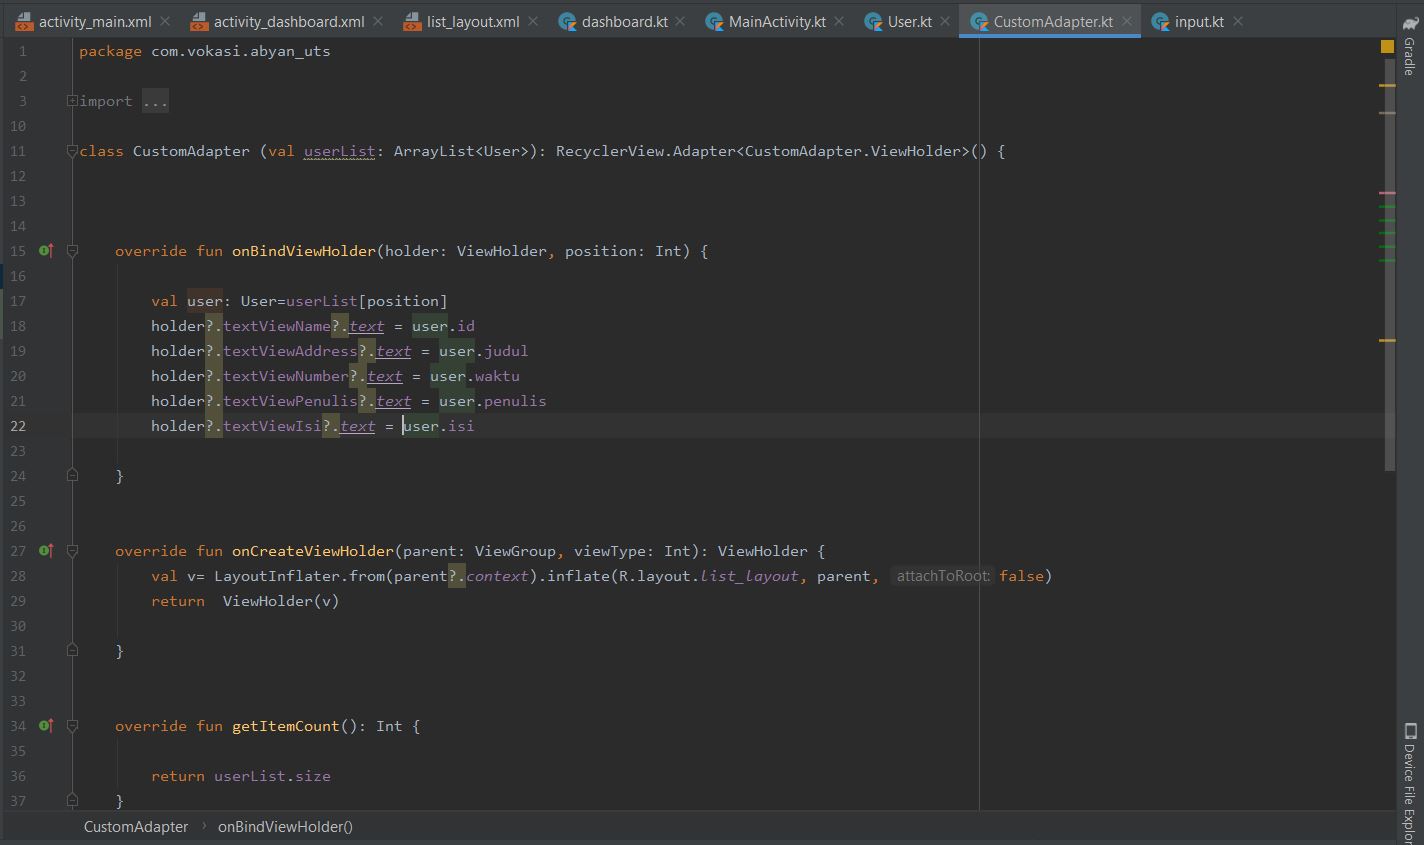 activity_main.xml activity_dashboard.xml list_layout.xml dashboard.kt MainActivity.kt User.kt CustomAdapter.kt input.kt
Gradle
1 package com.vokasi.abyan_uts
2
3 import ...
10
11 class CustomAdapter (val userList: ArrayList<User>): RecyclerView.Adapter<CustomAdapter.ViewHolder>() {
12
13
14
15 override fun onBindViewHolder(holder: ViewHolder, position: Int) {
16
17 val user: User=userList[position]
18 holder?.textViewName?.text = user.id
19 holder?.textViewAddress?.text = user.judul
20 holder?.textViewNumber?.text = user.waktu
21 holder?.textViewPenulis?.text = user.penulis
22 holder?.textViewIsi?.text = user.isi
23
24 }
25
26
27 override fun onCreateViewHolder(parent: ViewGroup, viewType: Int): ViewHolder {
28 val v= LayoutInflater.from(parent?.context).inflate(R.layout.list_layout, parent, attachToRoot: false)
29 return  ViewHolder(v)
30
31 }
32
33
34 override fun getItemCount(): Int {
35
36 return userList.size
37 }
Device File Explor
CustomAdapter › onBindViewHolder()